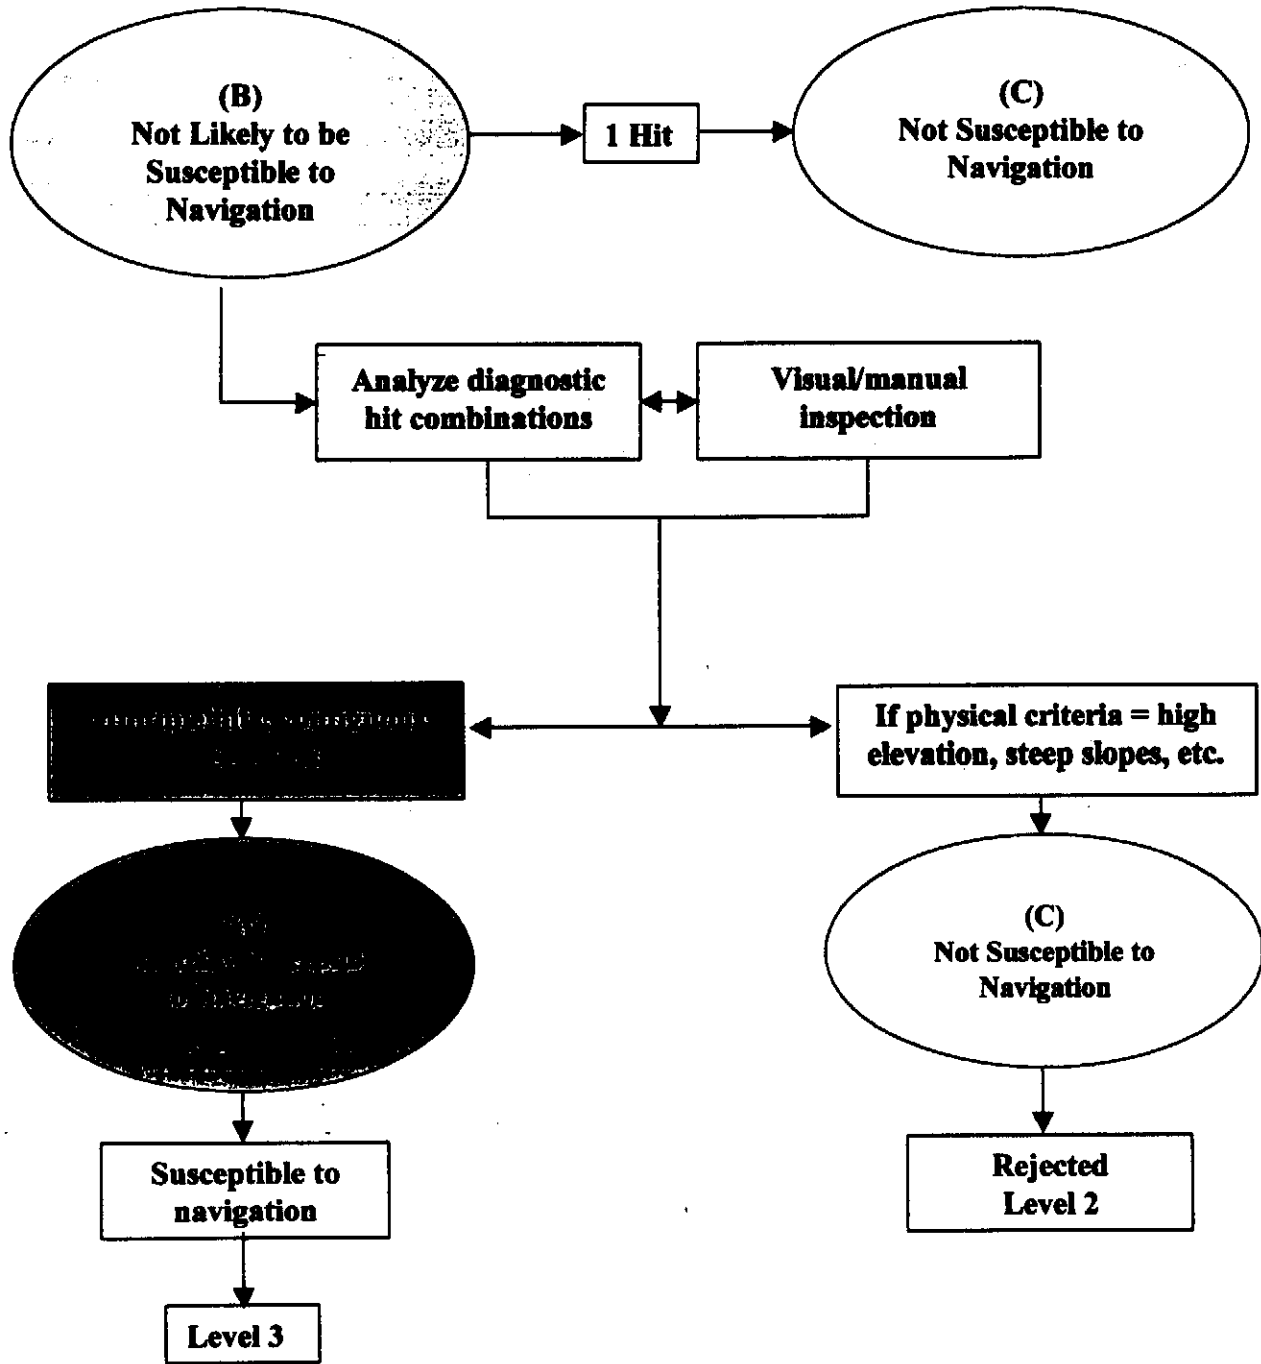 (B)
Not Likely to be
Susceptible to
Navigation
1 Hit
(C)
Not Susceptible to
Navigation
Analyze diagnostic
hit combinations
Visual/manual
inspection
If physical criteria = high
elevation, steep slopes, etc.
(C)
Not Susceptible to
Navigation
Susceptible to
navigation
Rejected
Level 2
Level 3